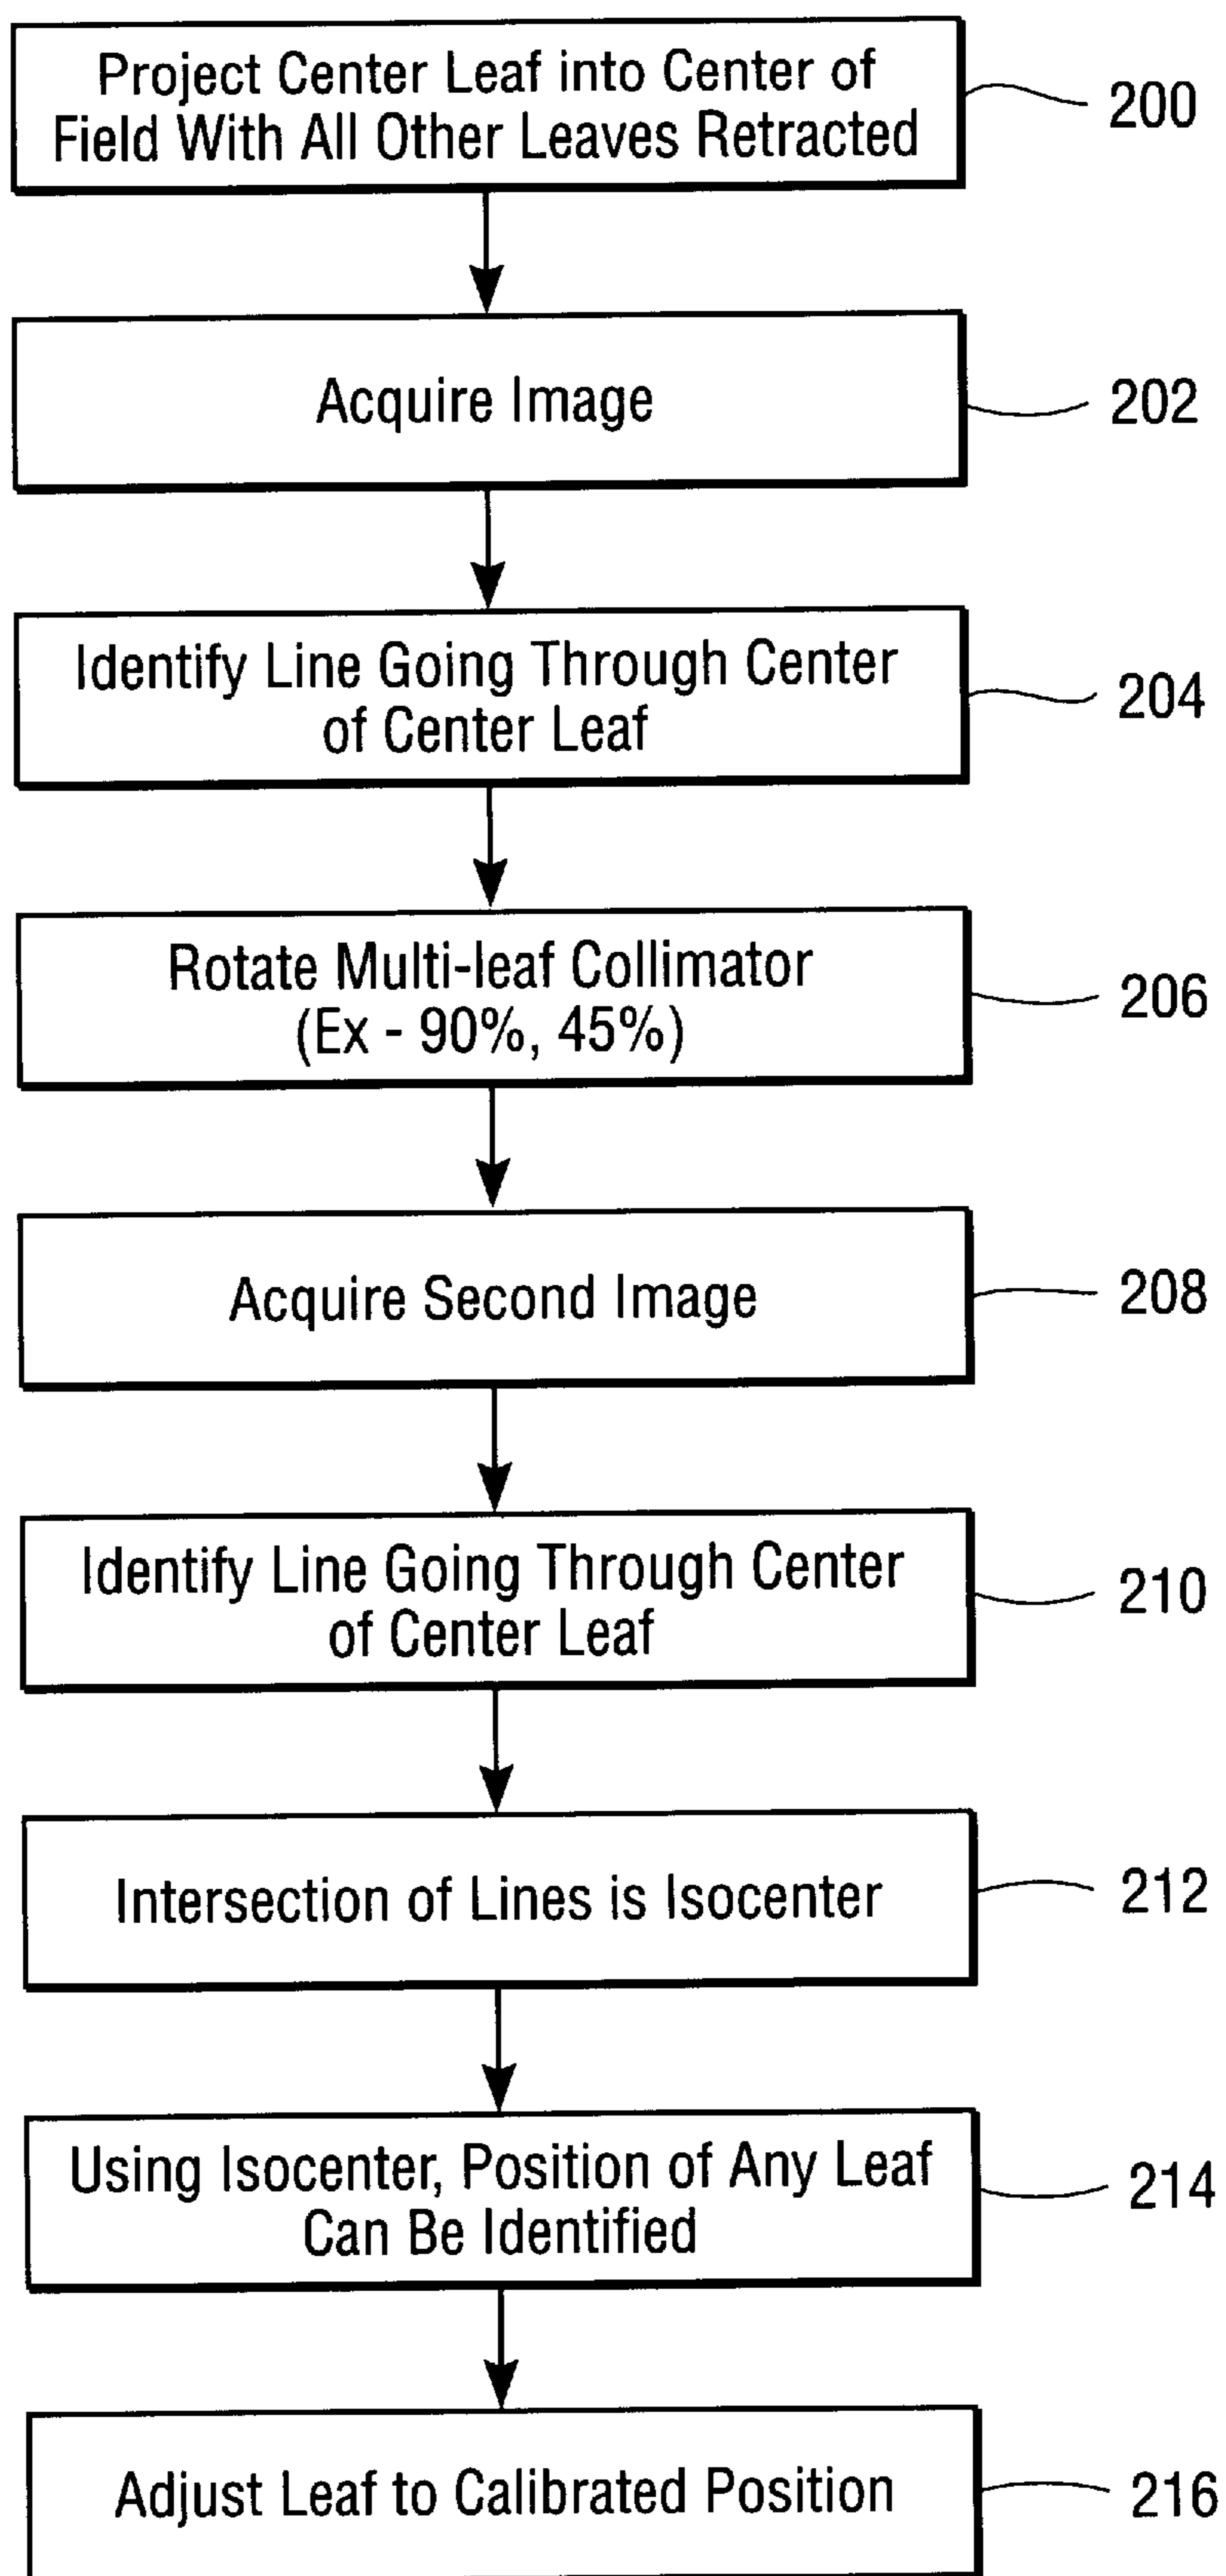 Project Center Leaf into Center of
Field With All Other Leaves Retracted
200
Acquire Image
202
Identify Line Going Through Center
of Center Leaf
204
Rotate Multi-leaf Collimator
(Ex - 90%, 45%)
206
Acquire Second Image
208
Identify Line Going Through Center
of Center Leaf
210
Intersection of Lines is Isocenter
212
Using Isocenter, Position of Any Leaf
Can Be Identified
214
Adjust Leaf to Calibrated Position
216